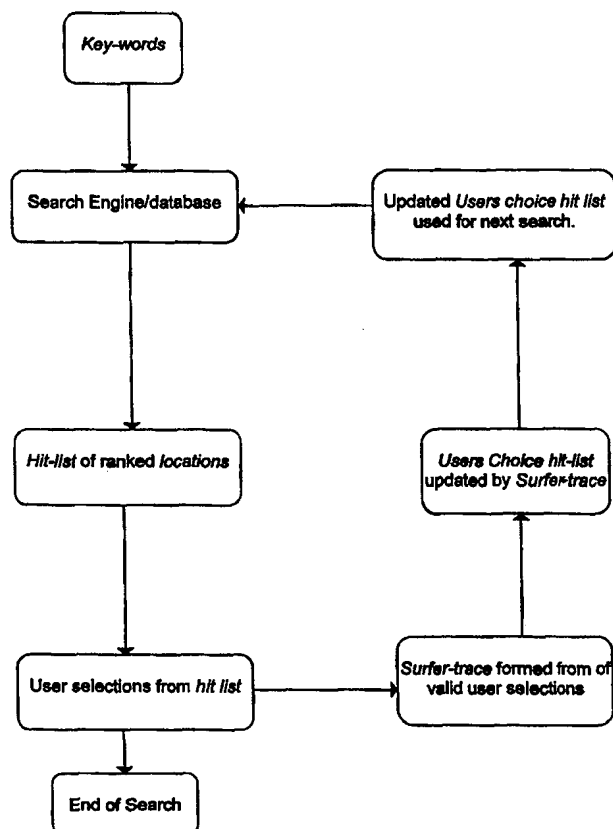 Key-words
Search Engine/database
Updated Users choice hit list
used for next search.
Hit-list of ranked locations
Users Choice hit-list
updated by Surfer-trace
User selections from hit list
Surfer-trace formed from of
valid user selections
End of Search